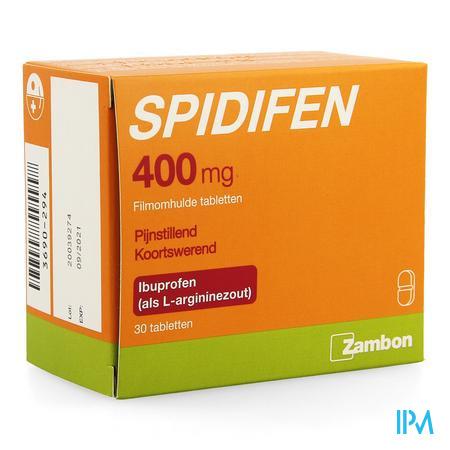 SPIDIFEN
400 mg
Filmomhulde tabletten
Pijnstillend
Koortswerend
Ibuprofen
(als L-argininezout)
30 tabletten
Zambon
3690-294
Lot: 20039274
EXP: 09/2021
IPM